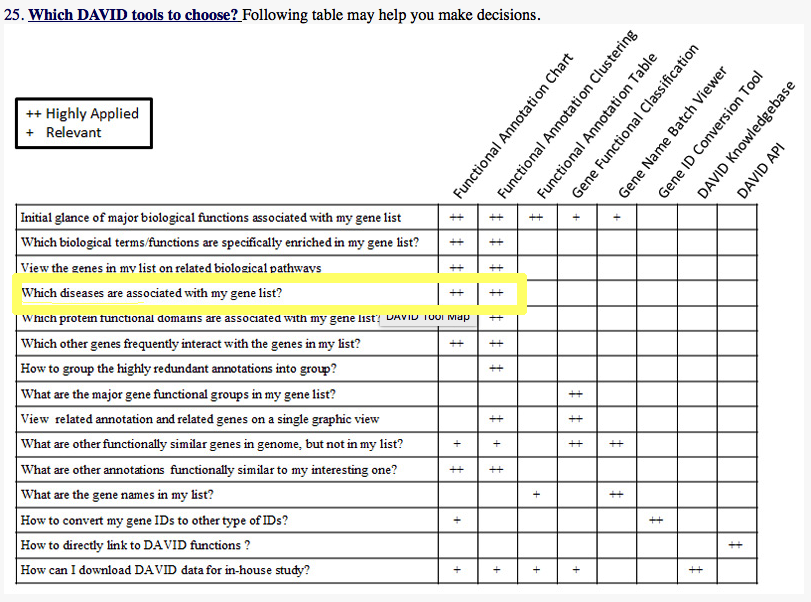 25. Which DAVID tools to choose? Following table may help you make decisions.
++ Highly Applied
+ Relevant
Functional Annotation Chart
Functional Annotation Clustering
Functional Annotation Table
Gene Functional Classification
Gene Name Batch Viewer
Gene ID Conversion Tool
DAVID Knowledgebase
DAVID API
Initial glance of major biological functions associated with my gene list ++ ++ ++ + +
Which biological terms/functions are specifically enriched in my gene list? ++ ++
View the genes in my list on related biological pathways ++ ++
Which diseases are associated with my gene list? ++ ++
Which protein functional domains are associated with my gene list? DAVID Tool Map ++
Which other genes frequently interact with the genes in my list? ++ ++
How to group the highly redundant annotations into group? ++
What are the major gene functional groups in my gene list? ++
View related annotation and related genes on a single graphic view ++ ++
What are other functionally similar genes in genome, but not in my list? + + ++ ++
What are other annotations functionally similar to my interesting one? ++ ++
What are the gene names in my list? + ++
How to convert my gene IDs to other type of IDs? + ++
How to directly link to DAVID functions ? ++
How can I download DAVID data for in-house study? + + + + ++